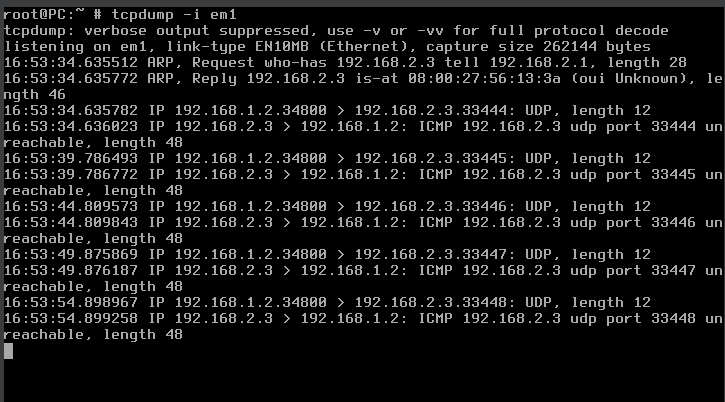 root@PC:~ # tcpdump -i em1
tcpdump: verbose output suppressed, use -v or -vv for full protocol decode
listening on em1, link-type EN10MB (Ethernet), capture size 262144 bytes
16:53:34.635512 ARP, Request who-has 192.168.2.3 tell 192.168.2.1, length 28
16:53:34.635772 ARP, Reply 192.168.2.3 is-at 08:00:27:56:13:3a (oui Unknown), le
ngth 46
16:53:34.635782 IP 192.168.1.2.34800 > 192.168.2.3.33444: UDP, length 12
16:53:34.636023 IP 192.168.2.3 > 192.168.1.2: ICMP 192.168.2.3 udp port 33444 un
reachable, length 48
16:53:39.786493 IP 192.168.1.2.34800 > 192.168.2.3.33445: UDP, length 12
16:53:39.786772 IP 192.168.2.3 > 192.168.1.2: ICMP 192.168.2.3 udp port 33445 un
reachable, length 48
16:53:44.809573 IP 192.168.1.2.34800 > 192.168.2.3.33446: UDP, length 12
16:53:44.809843 IP 192.168.2.3 > 192.168.1.2: ICMP 192.168.2.3 udp port 33446 un
reachable, length 48
16:53:49.875869 IP 192.168.1.2.34800 > 192.168.2.3.33447: UDP, length 12
16:53:49.876187 IP 192.168.2.3 > 192.168.1.2: ICMP 192.168.2.3 udp port 33447 un
reachable, length 48
16:53:54.898967 IP 192.168.1.2.34800 > 192.168.2.3.33448: UDP, length 12
16:53:54.899258 IP 192.168.2.3 > 192.168.1.2: ICMP 192.168.2.3 udp port 33448 un
reachable, length 48